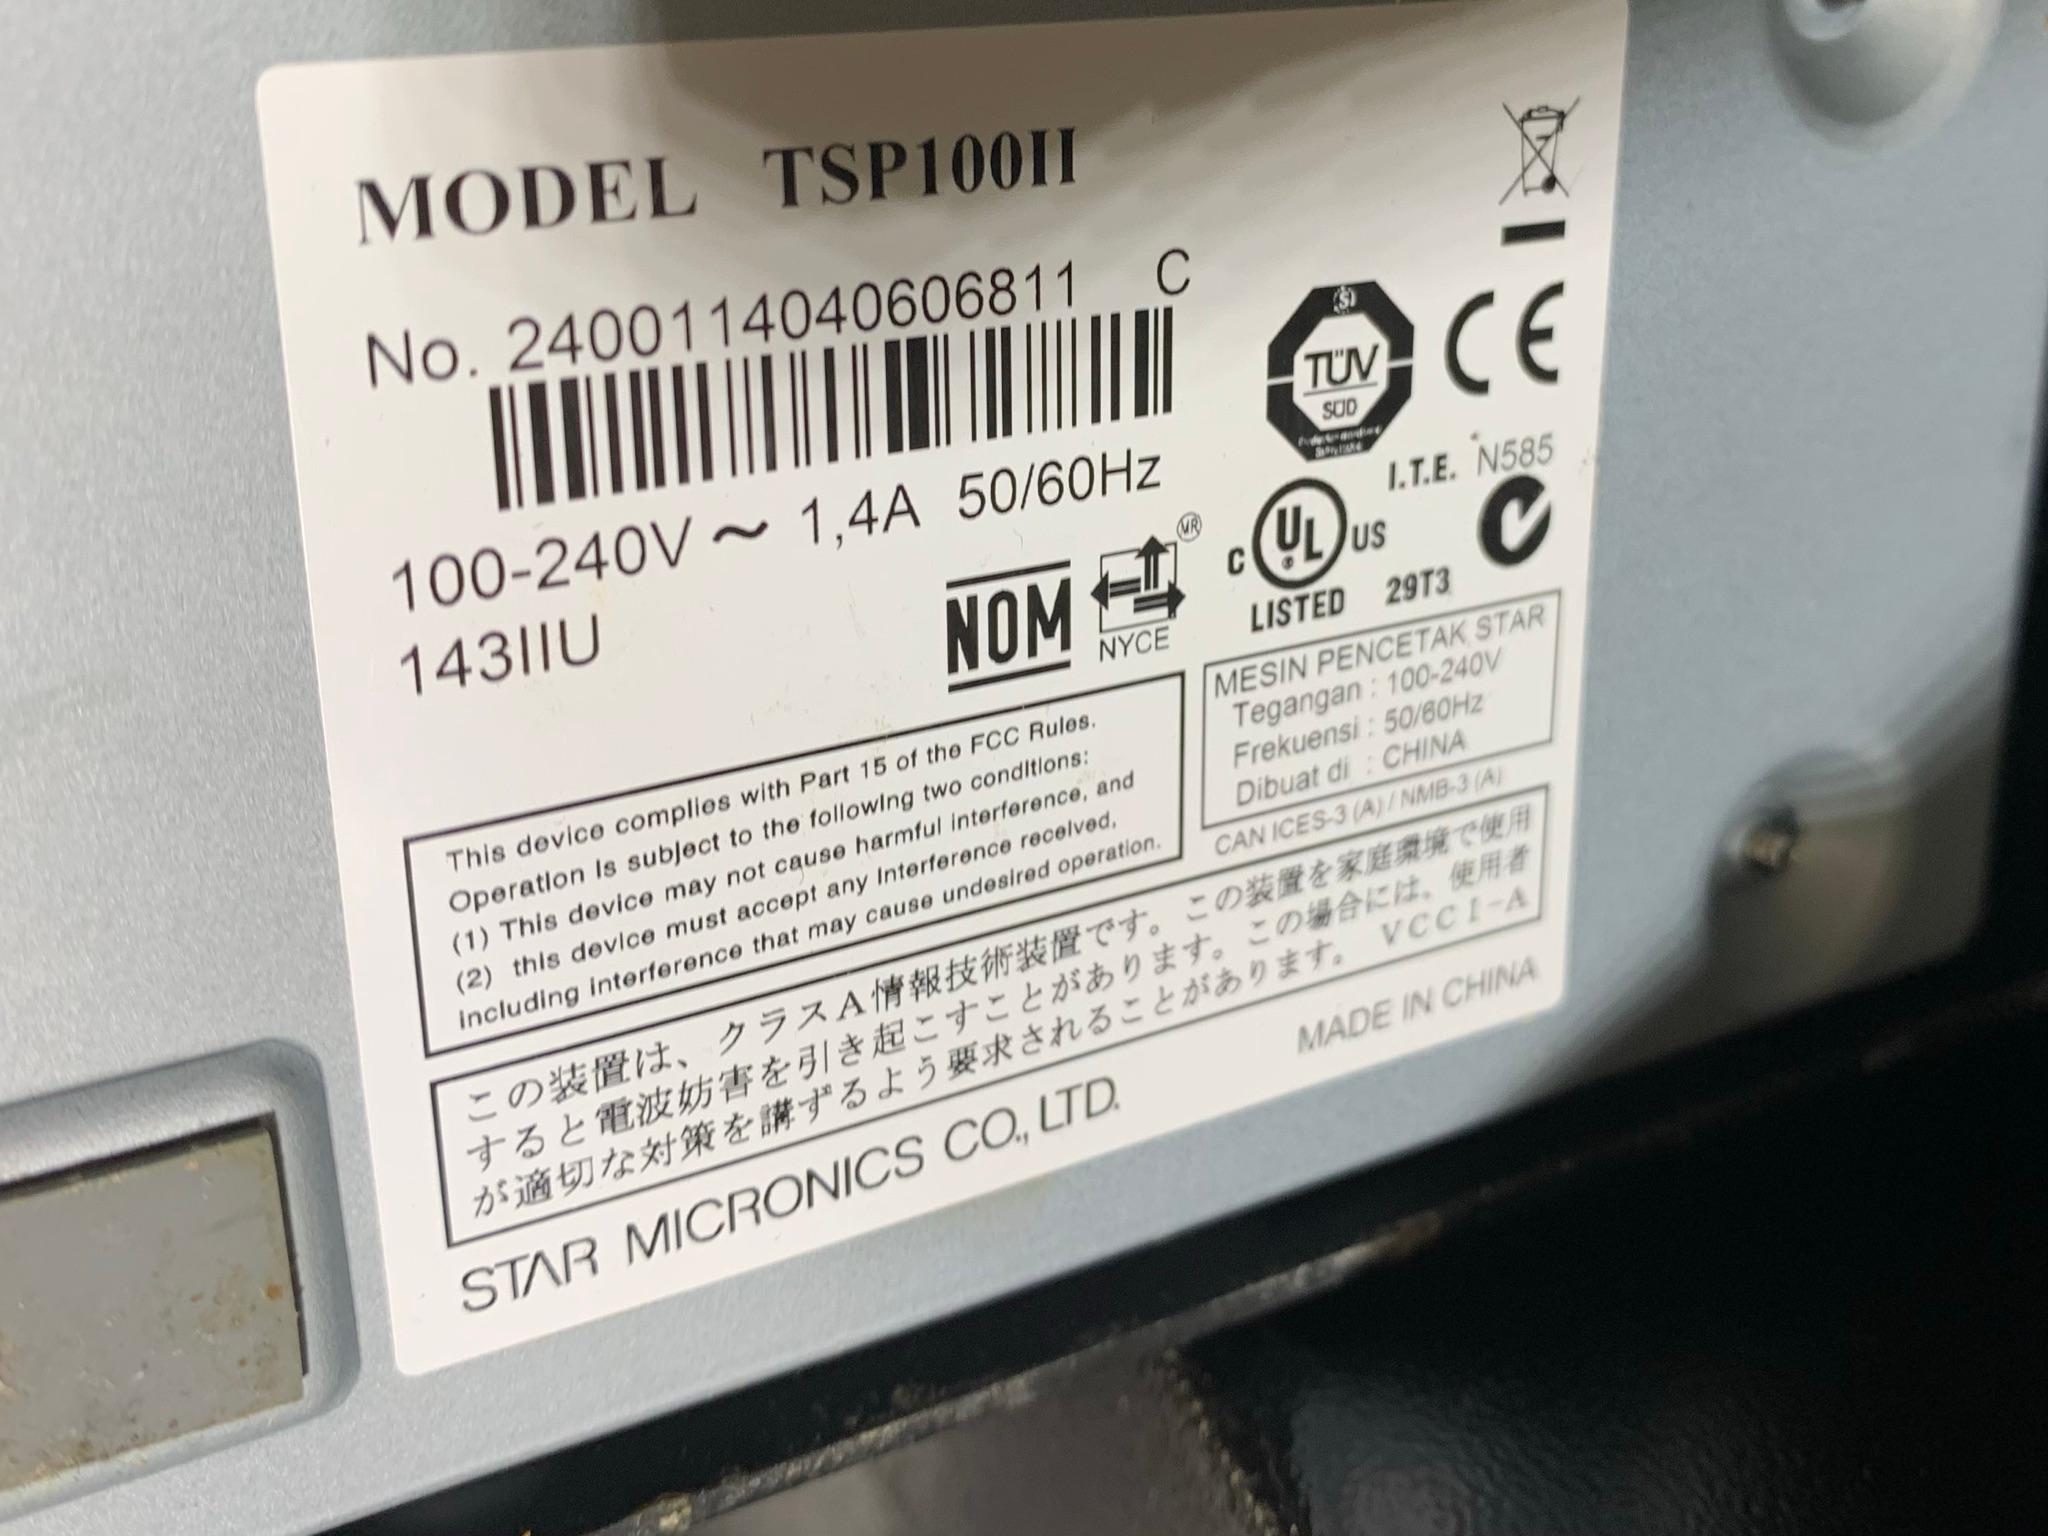 MODEL TSP100II
No. 2400114040606811 C
100-240V ~ 1,4A 50/60Hz
143IIU
NOM
NYCE
MR
TÜV
SÜD
CE
I.T.E. N585
C UL US
LISTED 29T3
MESIN PENCETAK STAR
Tegangan : 100-240V
Frekuensi : 50/60Hz
Dibuat di : CHINA
CAN ICES-3 (A) / NMB-3 (A)
This device complies with Part 15 of the FCC Rules.
Operation is subject to the following two conditions:
(1) This device may not cause harmful interference, and
(2) this device must accept any interference received,
including interference that may cause undesired operation.
この装置は、クラスA情報技術装置です。この装置を家庭環境で使用
すると電波妨害を引き起こすことがあります。この場合には、使用者
が適切な対策を講ずるよう要求されることがあります。 VCCI-A
MADE IN CHINA
STAR MICRONICS CO., LTD.